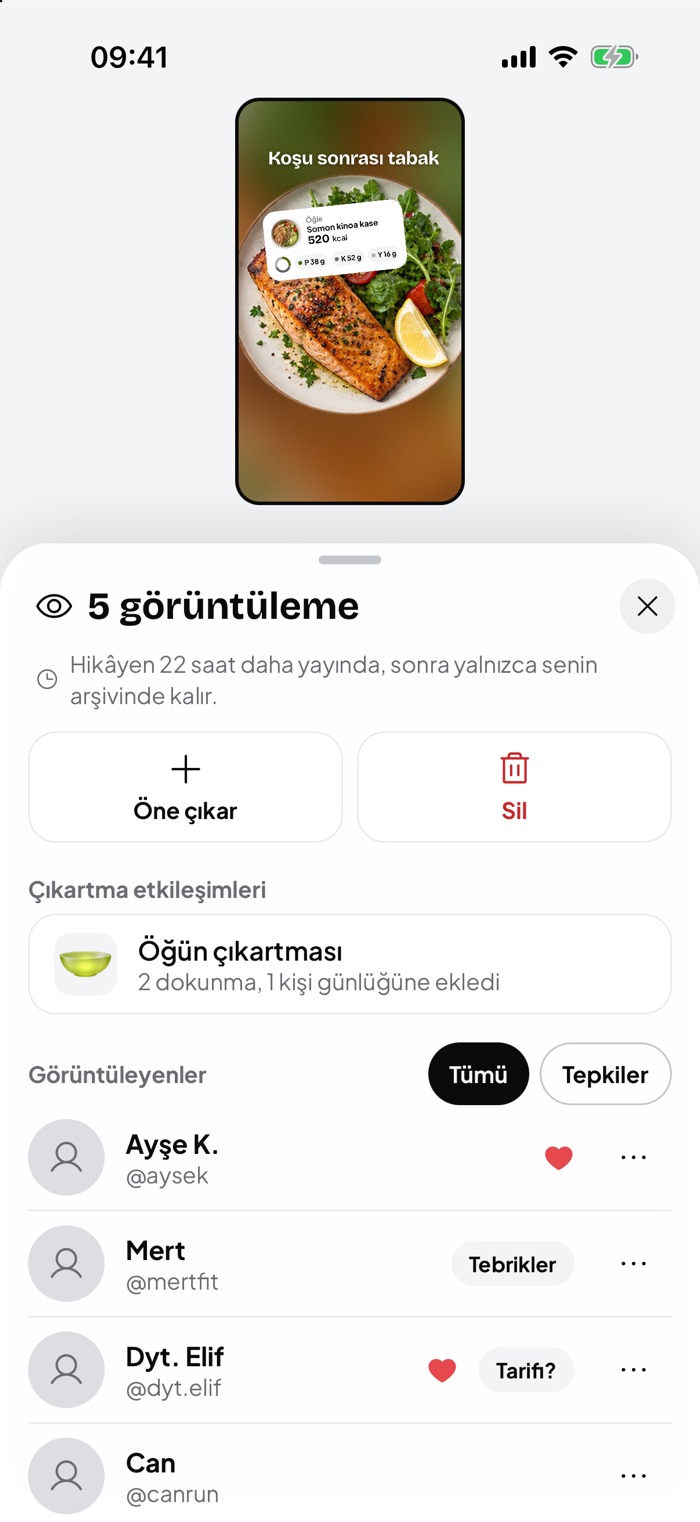 09:41
Koşu sonrası tabak
Öğle
Somon kinoa kase
520 kcal
P 38 g K 52 g Y 16 g
5 görüntüleme
Hikâyen 22 saat daha yayında, sonra yalnızca senin
arşivinde kalır.
Öne çıkar
Sil
Çıkartma etkileşimleri
Öğün çıkartması
2 dokunma, 1 kişi günlüğüne ekledi
Görüntüleyenler
Tümü
Tepkiler
Ayşe K.
@aysek
Mert
@mertfit
Tebrikler
Dyt. Elif
@dyt.elif
Tarifi?
Can
@canrun